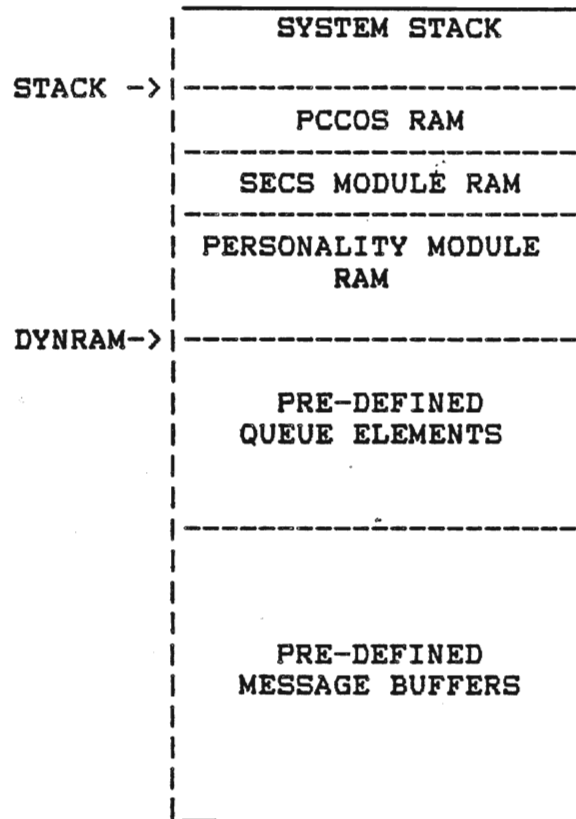 SYSTEM STACK
STACK ->
PCCOS RAM
SECS MODULE RAM
PERSONALITY MODULE
RAM
DYNRAM->
PRE-DEFINED
QUEUE ELEMENTS
PRE-DEFINED
MESSAGE BUFFERS